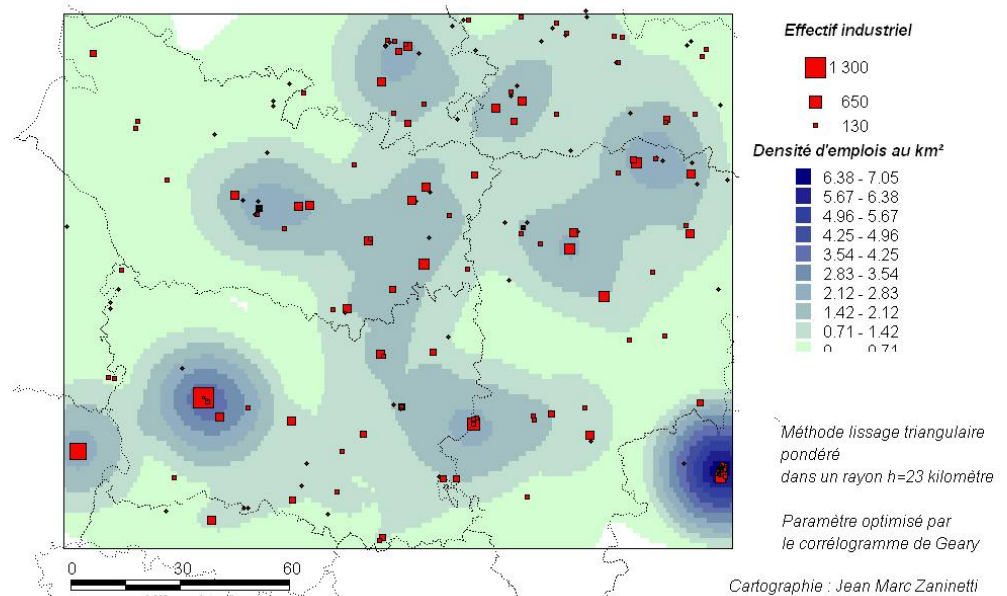 Effectif industriel
1 300
650
130
Densité d'emplois au km²
6.38 - 7.05
5.67 - 6.38
4.96 - 5.67
4.25 - 4.96
3.54 - 4.25
2.83 - 3.54
2.12 - 2.83
1.42 - 2.12
0.71 - 1.42
0 0.71
Méthode lissage triangulaire
pondéré
dans un rayon h=23 kilomètre
Paramètre optimisé par
le corrélogramme de Geary
0 30 60
Cartographie : Jean Marc Zaninetti